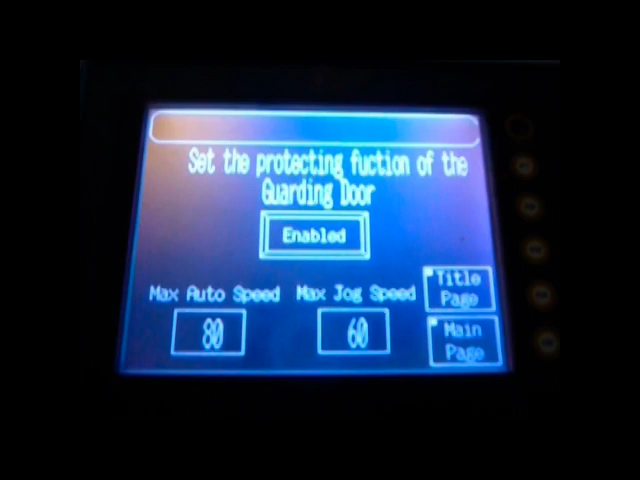 Set the protecting fuction of the
Guarding Door
Enabled
Max Auto Speed
Max Jog Speed
80
60
Title
Page
Main
Page